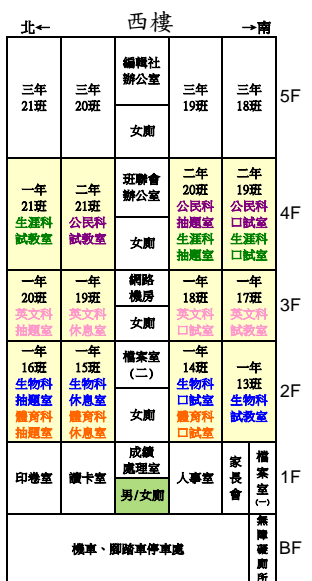 西樓
北← →南
三年
21班
三年
20班
編輯社
辦公室
女廁
三年
19班
三年
18班
5F
一年
21班
生涯科
試教室
二年
21班
公民科
試教室
班聯會
辦公室
女廁
二年
20班
公民科
抽題室
生涯科
抽題室
二年
19班
公民科
口試室
生涯科
口試室
4F
一年
20班
英文科
抽題室
一年
19班
英文科
休息室
網路
機房
女廁
一年
18班
英文科
口試室
一年
17班
英文科
試教室
3F
一年
16班
生物科
抽題室
體育科
抽題室
一年
15班
生物科
休息室
體育科
休息室
檔案室
(二)
女廁
一年
14班
生物科
口試室
體育科
口試室
一年
13班
生物科
試教室
2F
印卷室
讀卡室
成績
處理室
男/女廁
人事室
家長會
檔案室(一)
1F
機車、腳踏車停車處
無障礙廁所
BF